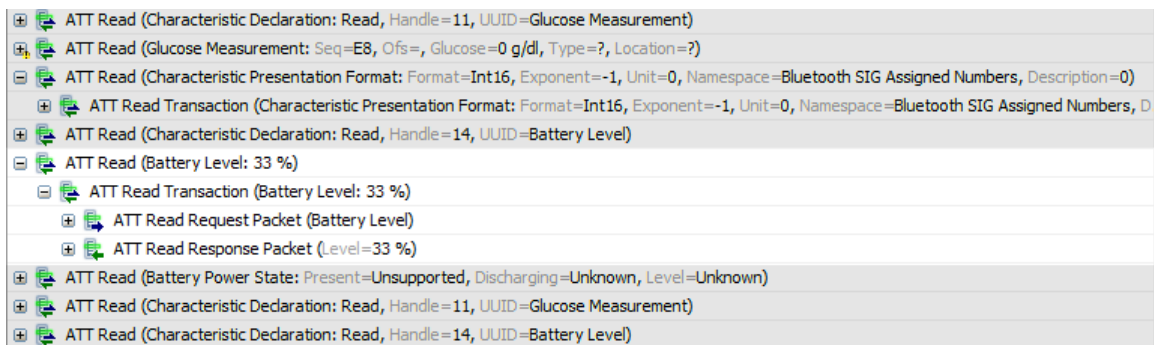 ATT Read (Characteristic Declaration: Read, Handle=11, UUID=Glucose Measurement)
ATT Read (Glucose Measurement: Seq=E8, Ofs=, Glucose=0 g/dl, Type=?, Location=?)
ATT Read (Characteristic Presentation Format: Format=Int16, Exponent=-1, Unit=0, Namespace=Bluetooth SIG Assigned Numbers, Description=0)
ATT Read Transaction (Characteristic Presentation Format: Format=Int16, Exponent=-1, Unit=0, Namespace=Bluetooth SIG Assigned Numbers, D
ATT Read (Characteristic Declaration: Read, Handle=14, UUID=Battery Level)
ATT Read (Battery Level: 33 %)
ATT Read Transaction (Battery Level: 33 %)
ATT Read Request Packet (Battery Level)
ATT Read Response Packet (Level=33 %)
ATT Read (Battery Power State: Present=Unsupported, Discharging=Unknown, Level=Unknown)
ATT Read (Characteristic Declaration: Read, Handle=11, UUID=Glucose Measurement)
ATT Read (Characteristic Declaration: Read, Handle=14, UUID=Battery Level)